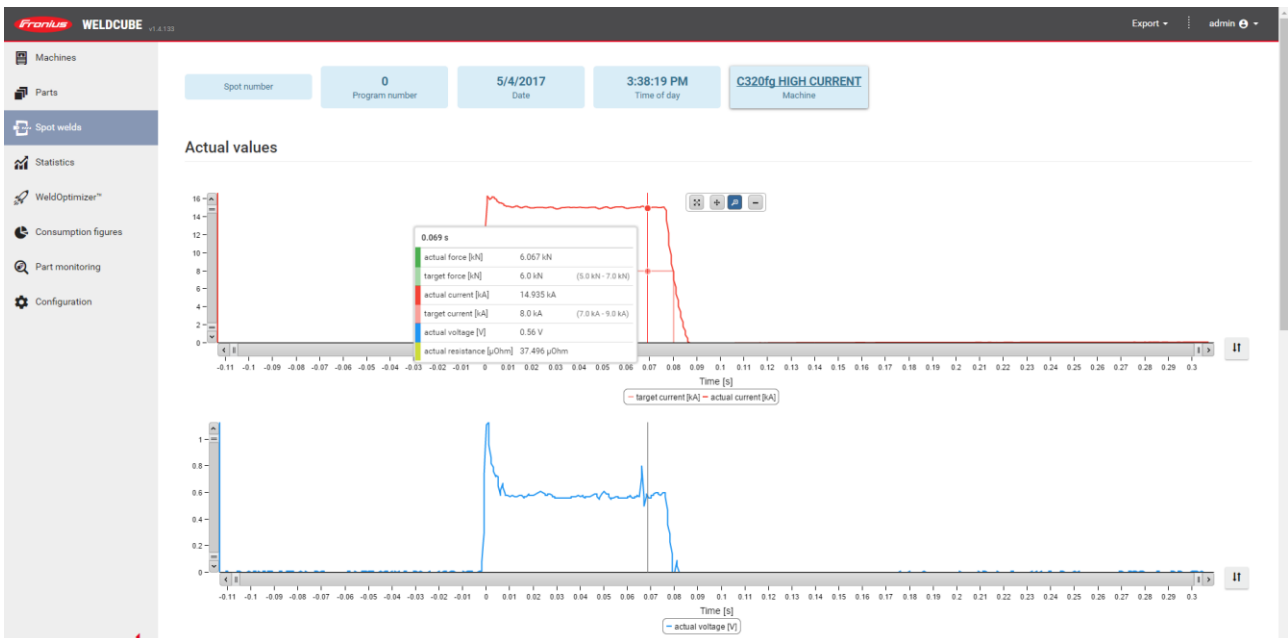 Fronius WELDCUBE v1.4.133
Export
admin
Machines
Parts
Spot welds
Statistics
WeldOptimizer™
Consumption figures
Part monitoring
Configuration
Spot number
0
Program number
5/4/2017
Date
3:38:19 PM
Time of day
C320fg HIGH CURRENT
Machine
Actual values
16
14
12
10
8
6
4
2
0
0.069 s
actual force [kN] 6.067 kN
target force [kN] 6.0 kN (5.0 kN - 7.0 kN)
actual current [kA] 14.935 kA
target current [kA] 8.0 kA (7.0 kA - 9.0 kA)
actual voltage [V] 0.56 V
actual resistance [µOhm] 37.496 µOhm
-0.11 -0.1 -0.09 -0.08 -0.07 -0.06 -0.05 -0.04 -0.03 -0.02 -0.01 0 0.01 0.02 0.03 0.04 0.05 0.06 0.07 0.08 0.09 0.1 0.11 0.12 0.13 0.14 0.15 0.16 0.17 0.18 0.19 0.2 0.21 0.22 0.23 0.24 0.25 0.26 0.27 0.28 0.29 0.3
Time [s]
target current [kA] actual current [kA]
1
0.8
0.6
0.4
0.2
0
-0.11 -0.1 -0.09 -0.08 -0.07 -0.06 -0.05 -0.04 -0.03 -0.02 -0.01 0 0.01 0.02 0.03 0.04 0.05 0.06 0.07 0.08 0.09 0.1 0.11 0.12 0.13 0.14 0.15 0.16 0.17 0.18 0.19 0.2 0.21 0.22 0.23 0.24 0.25 0.26 0.27 0.28 0.29 0.3
Time [s]
actual voltage [V]